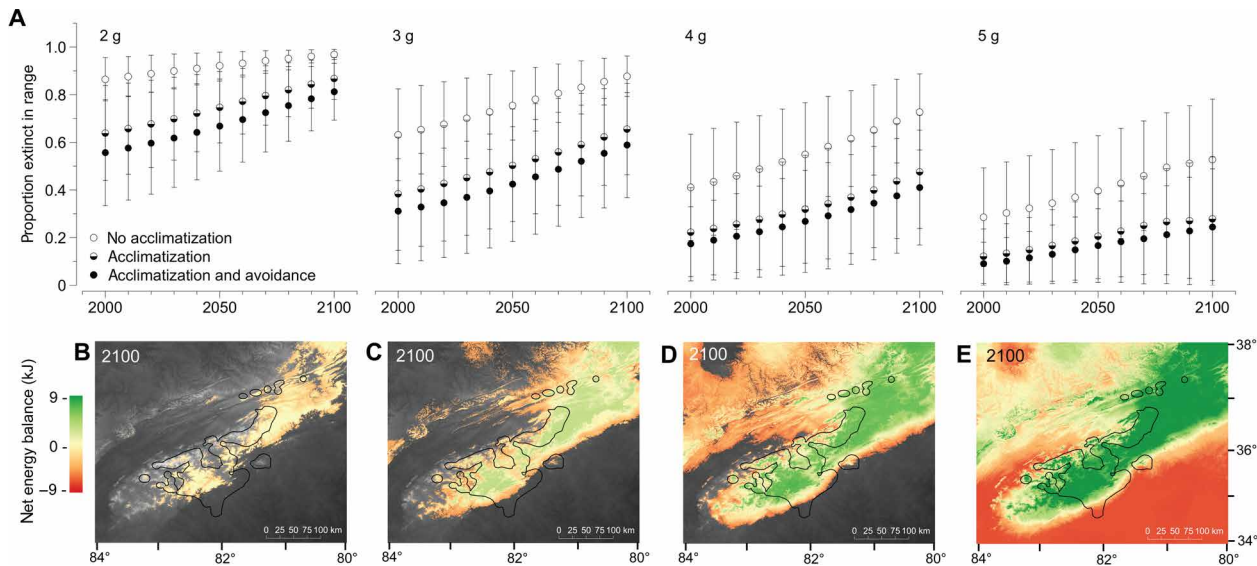 A
Proportion extinct in range
1.0
0.8
0.6
0.4
0.2
0
2 g
3 g
4 g
5 g
No acclimatization
Acclimatization
Acclimatization and avoidance
2000 2050 2100
2000 2050 2100
2000 2050 2100
2000 2050 2100
Net energy balance (kJ)
9
0
-9
B
2100
0 25 50 75 100 km
84° 82 80°
C
2100
0 25 50 75 100 km
84° 82 80°
D
2100
0 25 50 75 100 km
84° 82 80°
E
2100
0 25 50 75 100 km
84° 82 80°
38°
36°
34°